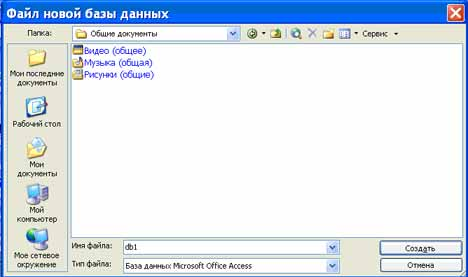 Файл новой базы данных
Папка: Общие документы Сервис
Видео (общее)
Музыка (общая)
Рисунки (общие)
Мои последние
документы
Рабочий стол
Мои
документы
Мой
компьютер
Мое сетевое
окружение
Имя файла: db1 Создать
Тип файла: База данных Microsoft Office Access Отмена